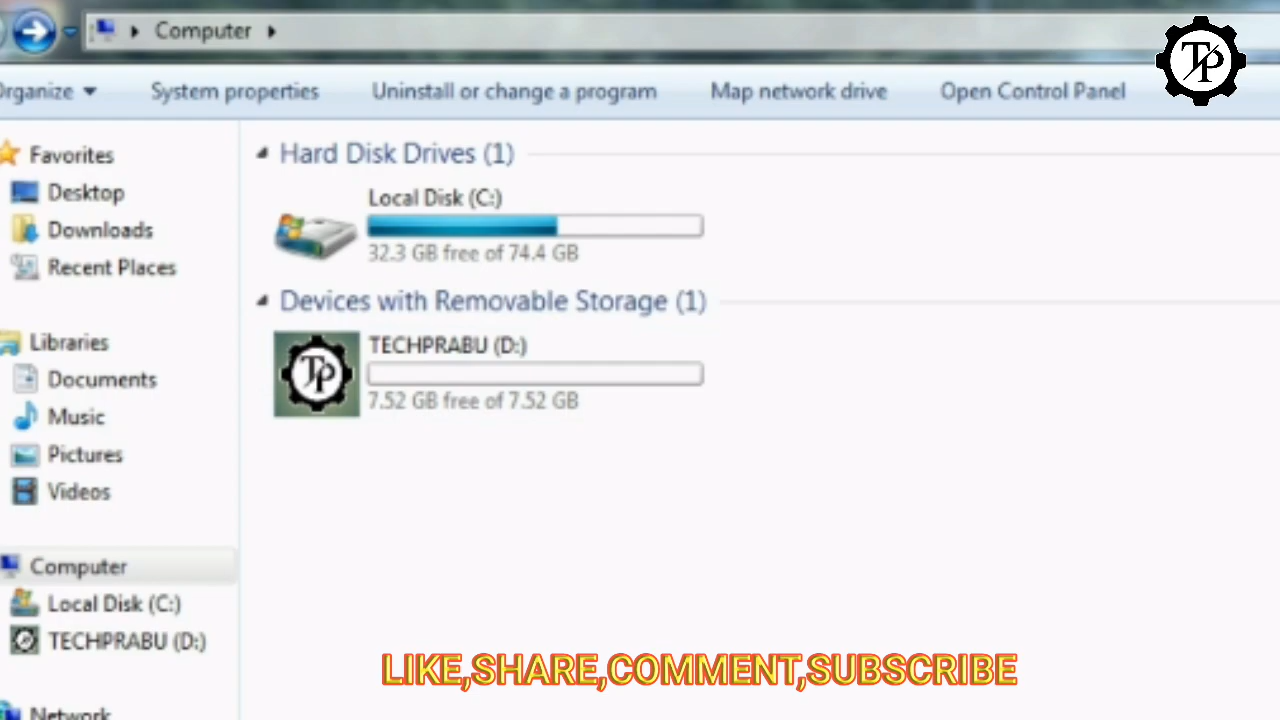 Computer
Organize
System properties
Uninstall or change a program
Map network drive
Open Control Panel
TP
Favorites
Desktop
Downloads
Recent Places
Libraries
Documents
Music
Pictures
Videos
Computer
Local Disk (C:)
TECHPRABU (D:)
Network
Hard Disk Drives (1)
Local Disk (C:)
32.3 GB free of 74.4 GB
Devices with Removable Storage (1)
TP
TECHPRABU (D:)
7.52 GB free of 7.52 GB
LIKE,SHARE,COMMENT,SUBSCRIBE